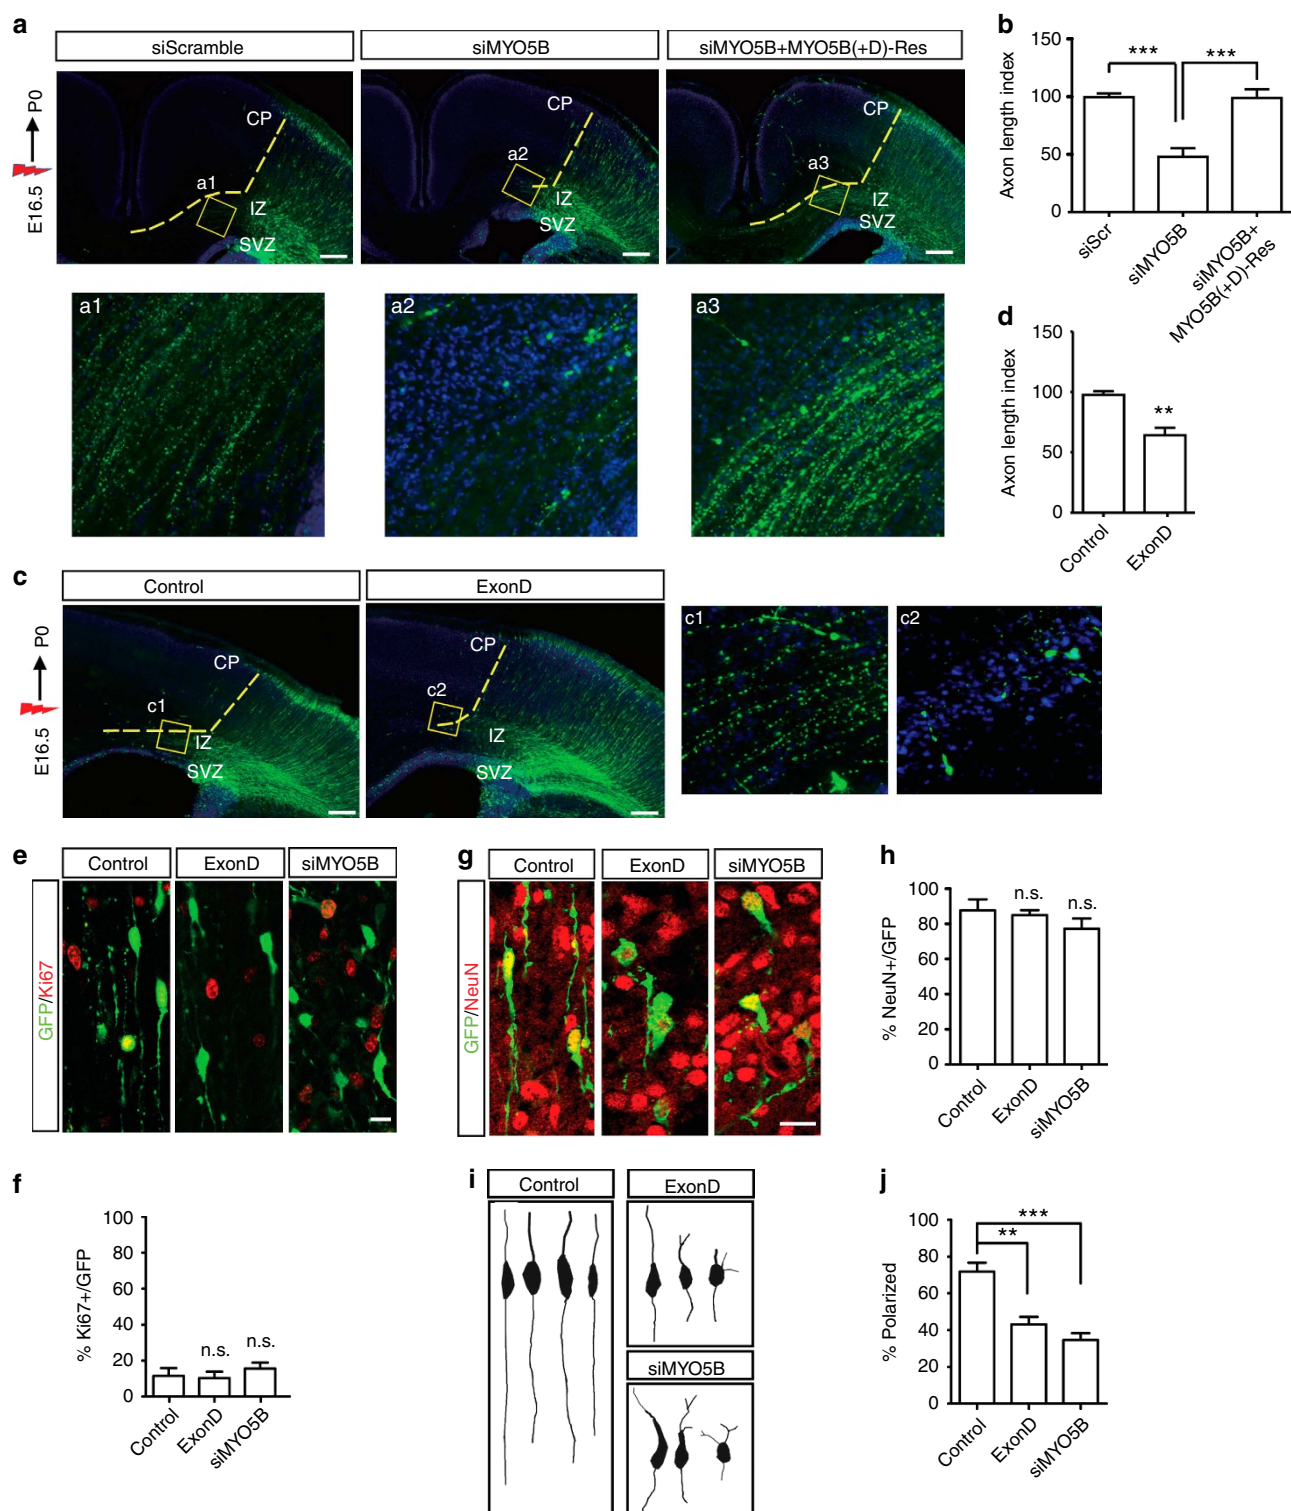 a
siScramble
siMYO5B
siMYO5B+MYO5B(+D)-Res
E16.5
P0
CP
a1
IZ
SVZ
CP
a2
IZ
SVZ
CP
a3
IZ
SVZ
a1
a2
a3
b
Axon length index
150
100
50
0
***
***
siScr
siMYO5B
siMYO5B+
MYO5B(+D)-Res
d
Axon length index
150
100
50
0
**
Control
ExonD
c
Control
ExonD
E16.5
P0
CP
c1
IZ
SVZ
CP
c2
IZ
SVZ
c1
c2
e
Control
ExonD
siMYO5B
GFP/Ki67
g
Control
ExonD
siMYO5B
GFP/NeuN
h
% NeuN+/GFP
100
80
60
40
20
0
n.s.
n.s.
Control
ExonD
siMYO5B
f
% Ki67+/GFP
100
80
60
40
20
0
n.s.
n.s.
Control
ExonD
siMYO5B
i
Control
ExonD
siMYO5B
j
% Polarized
100
80
60
40
20
0
**
***
Control
ExonD
siMYO5B